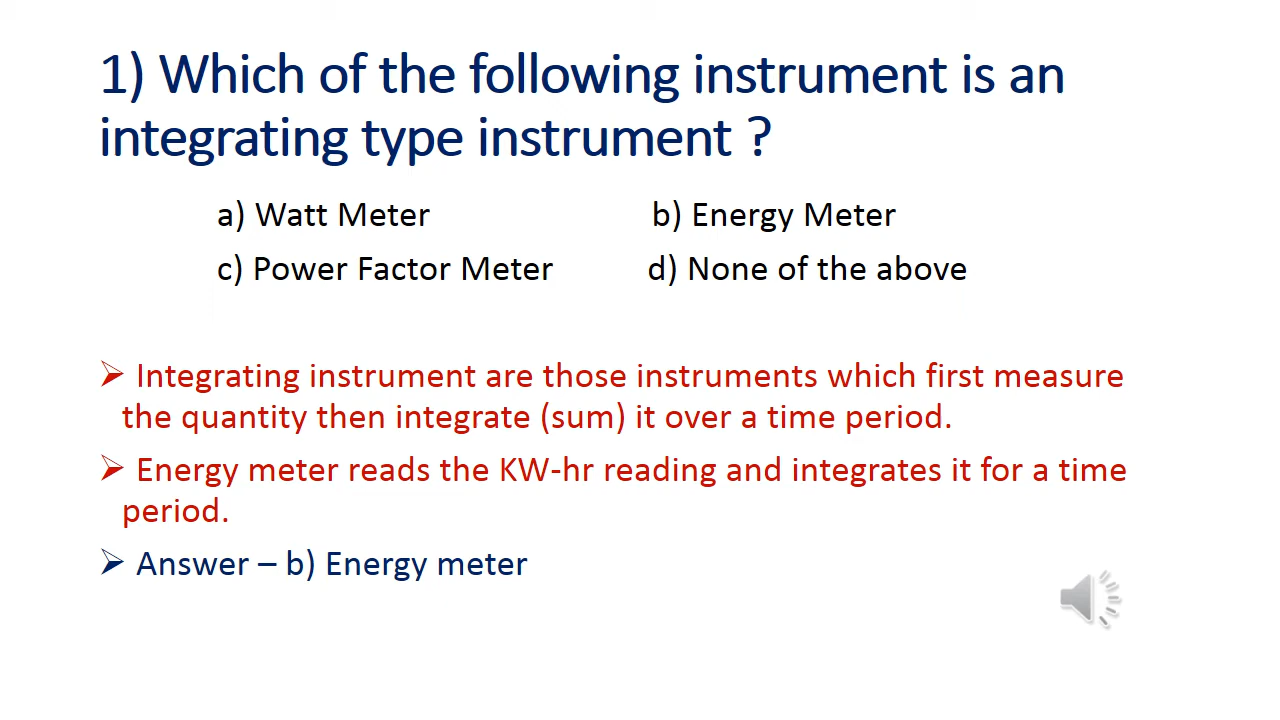 1) Which of the following instrument is an
integrating type instrument ?
a) Watt Meter b) Energy Meter
c) Power Factor Meter d) None of the above
➢ Integrating instrument are those instruments which first measure
the quantity then integrate (sum) it over a time period.
➢ Energy meter reads the KW-hr reading and integrates it for a time
period.
➢ Answer – b) Energy meter